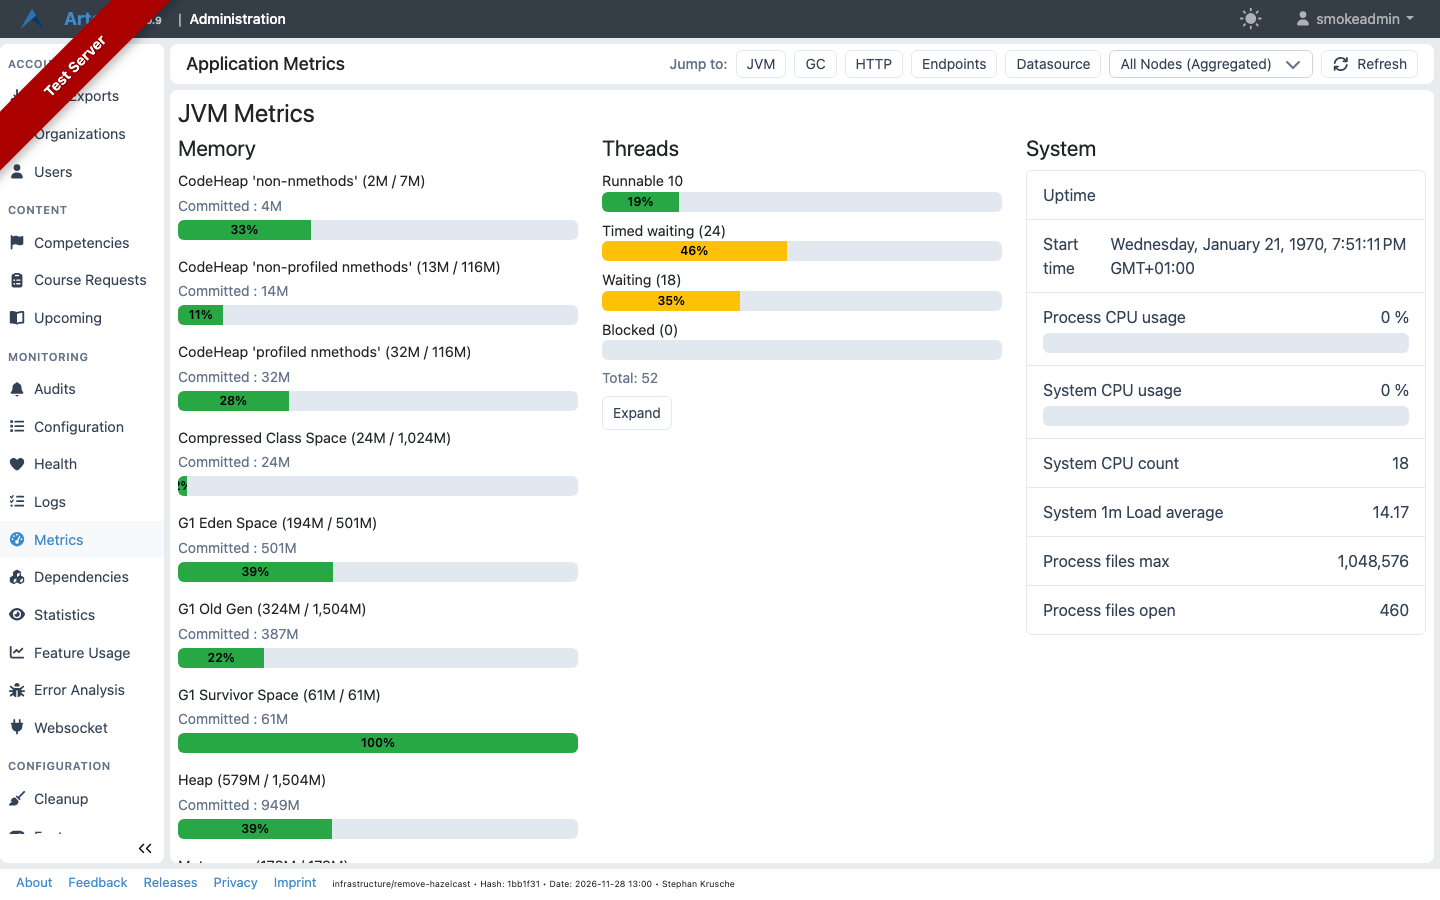 Administration
smokeadmin
Test Server
Exports
Organizations
Users
CONTENT
Competencies
Course Requests
Upcoming
MONITORING
Audits
Configuration
Health
Logs
Metrics
Dependencies
Statistics
Feature Usage
Error Analysis
Websocket
CONFIGURATION
Cleanup
Application Metrics
Jump to:
JVM
GC
HTTP
Endpoints
Datasource
All Nodes (Aggregated)
Refresh
JVM Metrics
Memory
CodeHeap 'non-nmethods' (2M / 7M)
Committed : 4M
33%
CodeHeap 'non-profiled nmethods' (13M / 116M)
Committed : 14M
11%
CodeHeap 'profiled nmethods' (32M / 116M)
Committed : 32M
28%
Compressed Class Space (24M / 1,024M)
Committed : 24M
G1 Eden Space (194M / 501M)
Committed : 501M
39%
G1 Old Gen (324M / 1,504M)
Committed : 387M
22%
G1 Survivor Space (61M / 61M)
Committed : 61M
100%
Heap (579M / 1,504M)
Committed : 949M
39%
Threads
Runnable 10
19%
Timed waiting (24)
46%
Waiting (18)
35%
Blocked (0)
Total: 52
Expand
System
Uptime
Start time
Wednesday, January 21, 1970, 7:51:11 PM
GMT+01:00
Process CPU usage
0 %
System CPU usage
0 %
System CPU count
18
System 1m Load average
14.17
Process files max
1,048,576
Process files open
460
About
Feedback
Releases
Privacy
Imprint
infrastructure/remove-hazelcast • Hash: 1bb1f31 • Date: 2026-11-28 13:00 • Stephan Krusche